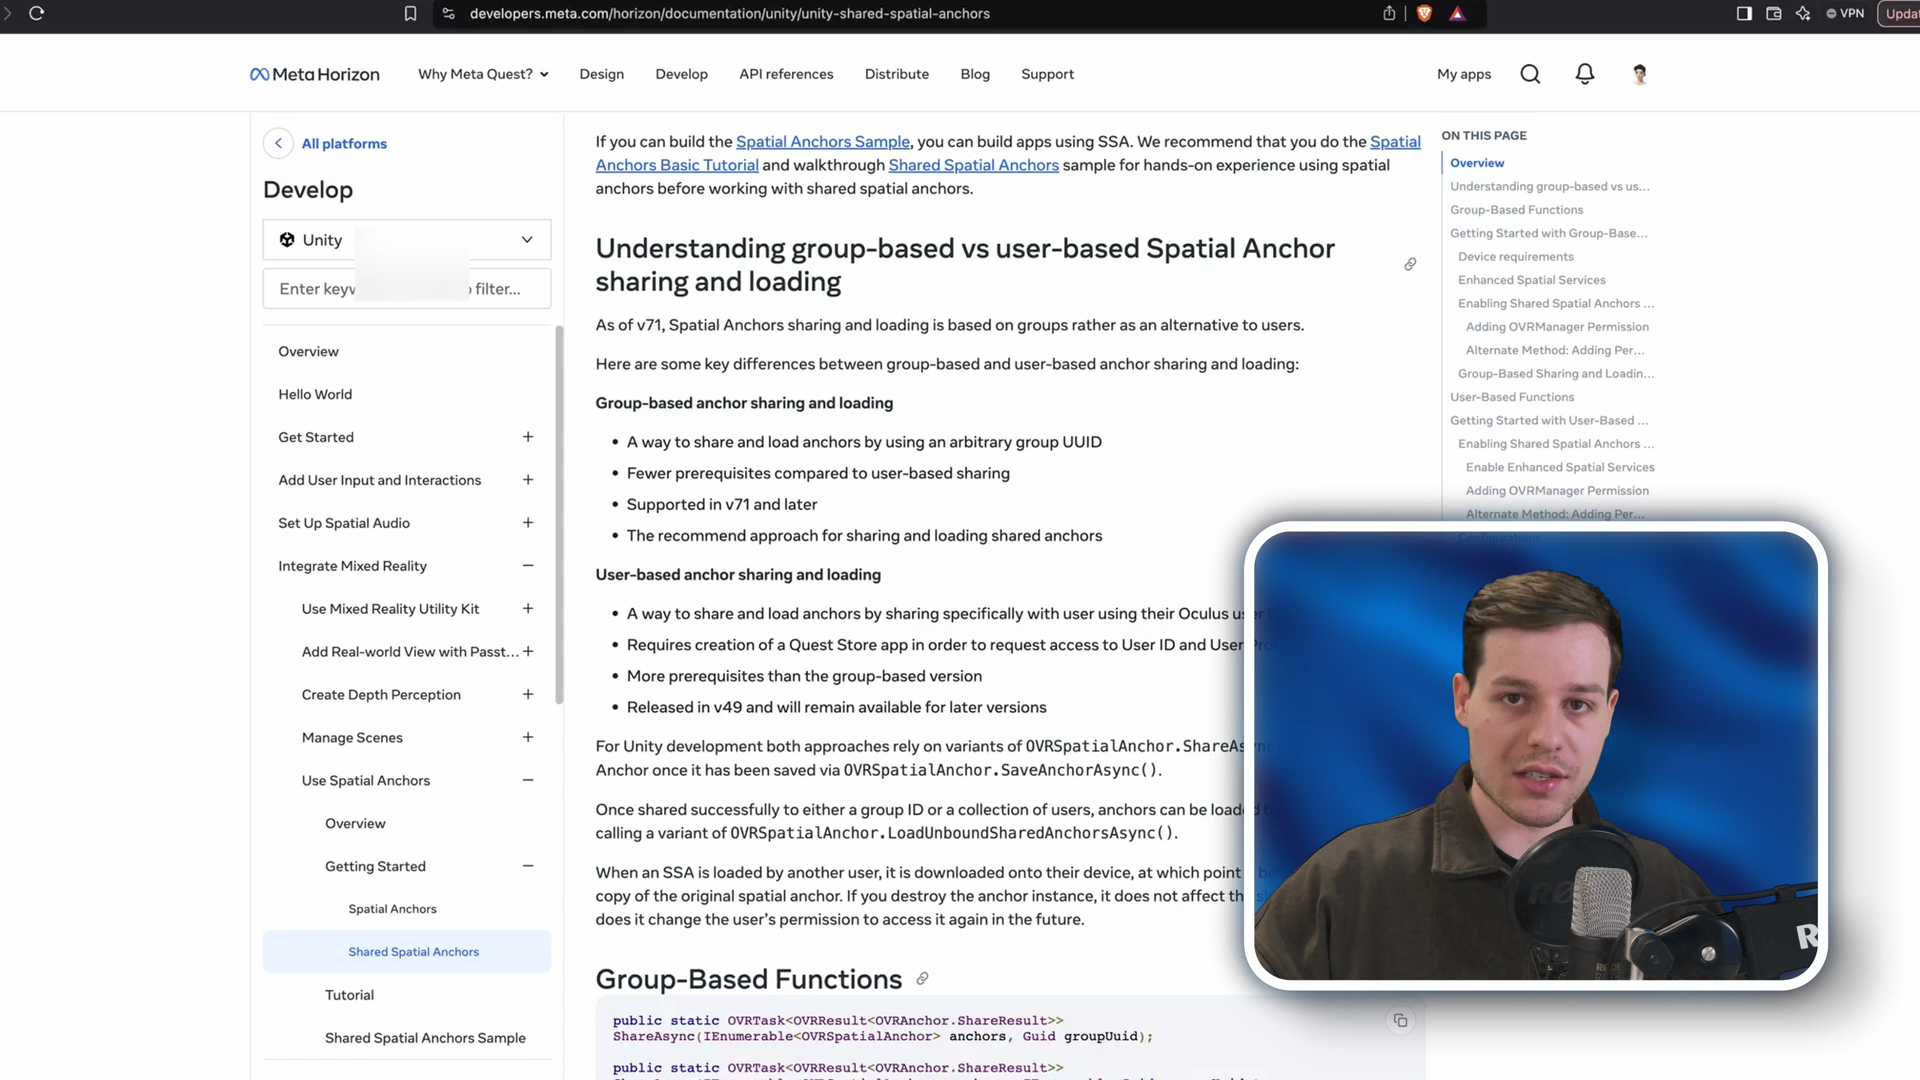 developers.meta.com/horizon/documentation/unity/unity-shared-spatial-anchors
VPN
Meta Horizon
Why Meta Quest?
Design
Develop
API references
Distribute
Blog
Support
My apps
All platforms
Develop
Unity
Enter filter...
Overview
Hello World
Get Started
Add User Input and Interactions
Set Up Spatial Audio
Integrate Mixed Reality
Use Mixed Reality Utility Kit
Add Real-world View with Passt...
Create Depth Perception
Manage Scenes
Use Spatial Anchors
Overview
Getting Started
Spatial Anchors
Shared Spatial Anchors
Tutorial
Shared Spatial Anchors Sample
If you can build the Spatial Anchors Sample, you can build apps using SSA. We recommend that you do the Spatial
Anchors Basic Tutorial and walkthrough Shared Spatial Anchors sample for hands-on experience using spatial
anchors before working with shared spatial anchors.
Understanding group-based vs user-based Spatial Anchor
sharing and loading
As of v71, Spatial Anchors sharing and loading is based on groups rather as an alternative to users.
Here are some key differences between group-based and user-based anchor sharing and loading:
Group-based anchor sharing and loading
• A way to share and load anchors by using an arbitrary group UUID
• Fewer prerequisites compared to user-based sharing
• Supported in v71 and later
• The recommend approach for sharing and loading shared anchors
User-based anchor sharing and loading
• A way to share and load anchors by sharing specifically with user using their Oculus user
• Requires creation of a Quest Store app in order to request access to User ID and User
• More prerequisites than the group-based version
• Released in v49 and will remain available for later versions
For Unity development both approaches rely on variants of OVRSpatialAnchor.ShareAsyn
Anchor once it has been saved via OVRSpatialAnchor.SaveAnchorAsync().
Once shared successfully to either a group ID or a collection of users, anchors can be loaded
calling a variant of OVRSpatialAnchor.LoadUnboundSharedAnchorsAsync().
When an SSA is loaded by another user, it is downloaded onto their device, at which point
copy of the original spatial anchor. If you destroy the anchor instance, it does not affect the
does it change the user's permission to access it again in the future.
Group-Based Functions
public static OVRTask<OVRResult<OVRAnchor.ShareResult>>
ShareAsync(IEnumerable<OVRSpatialAnchor> anchors, Guid groupUuid);
public static OVRTask<OVRResult<OVRAnchor.ShareResult>>
ON THIS PAGE
Overview
Understanding group-based vs us...
Group-Based Functions
Getting Started with Group-Base...
Device requirements
Enhanced Spatial Services
Enabling Shared Spatial Anchors ...
Adding OVRManager Permission
Alternate Method: Adding Per...
Group-Based Sharing and Loadin...
User-Based Functions
Getting Started with User-Based ...
Enabling Shared Spatial Anchors ...
Enable Enhanced Spatial Services
Adding OVRManager Permission
Alternate Method: Adding Per...
Configurations